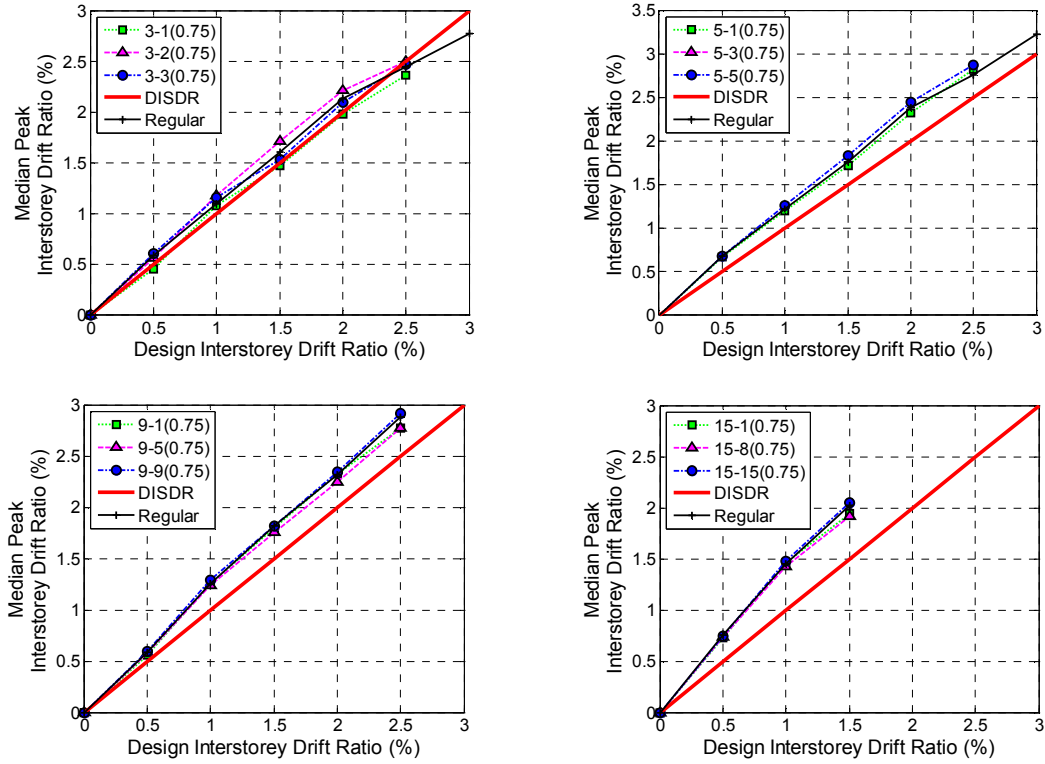 3
2.5
2
1.5
1
0.5
0
Median Peak
Interstorey Drift Ratio (%)
3-1(0.75)
3-2(0.75)
3-3(0.75)
DISDR
Regular
0 0.5 1 1.5 2 2.5 3
Design Interstorey Drift Ratio (%)
3.5
3
2.5
2
1.5
1
0.5
0
Median Peak
Interstorey Drift Ratio (%)
5-1(0.75)
5-3(0.75)
5-5(0.75)
DISDR
Regular
0 0.5 1 1.5 2 2.5 3
Design Interstorey Drift Ratio (%)
3
2.5
2
1.5
1
0.5
0
Median Peak
Interstorey Drift Ratio (%)
9-1(0.75)
9-5(0.75)
9-9(0.75)
DISDR
Regular
0 0.5 1 1.5 2 2.5 3
Design Interstorey Drift Ratio (%)
3
2.5
2
1.5
1
0.5
0
Median Peak
Interstorey Drift Ratio (%)
15-1(0.75)
15-8(0.75)
15-15(0.75)
DISDR
Regular
0 0.5 1 1.5 2 2.5 3
Design Interstorey Drift Ratio (%)